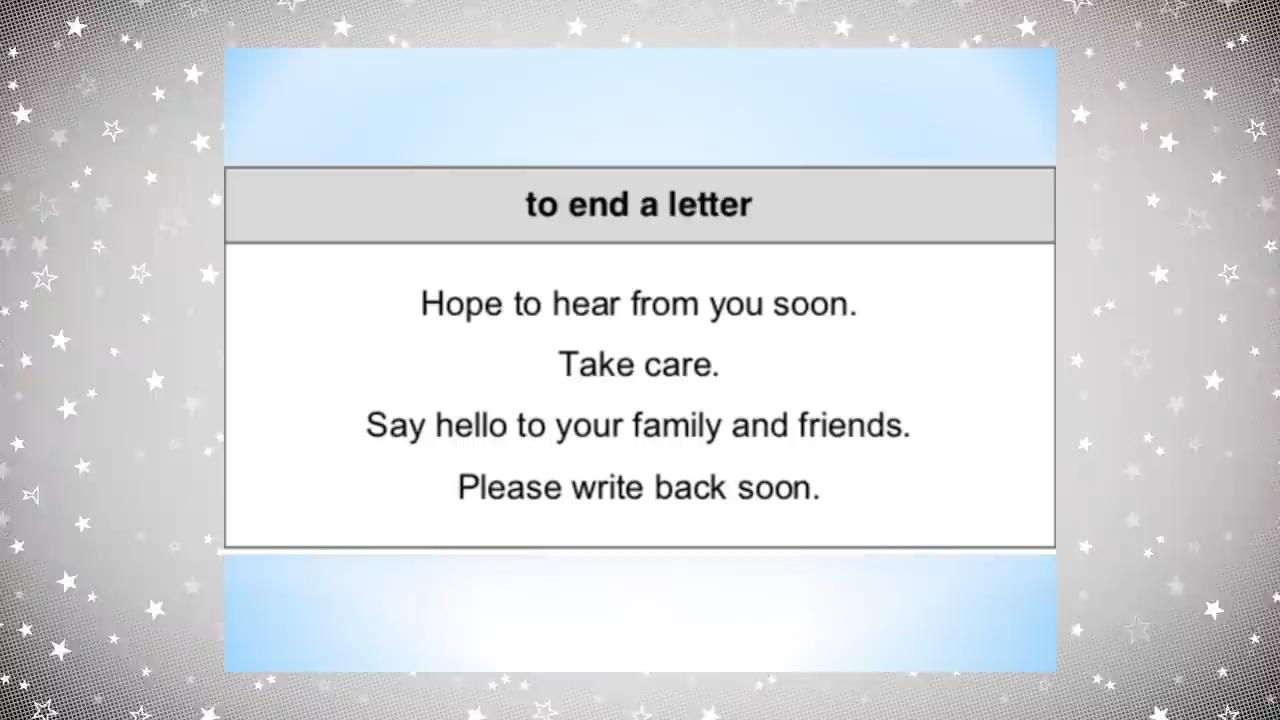 to end a letter
Hope to hear from you soon.
Take care.
Say hello to your family and friends.
Please write back soon.